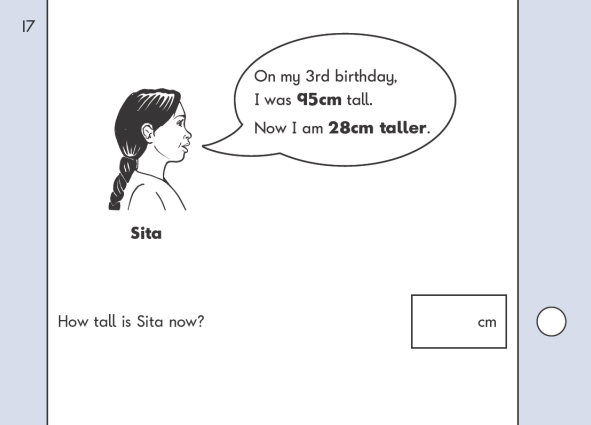 17
On my 3rd birthday,
I was 95cm tall.
Now I am 28cm taller.
Sita
How tall is Sita now?
cm